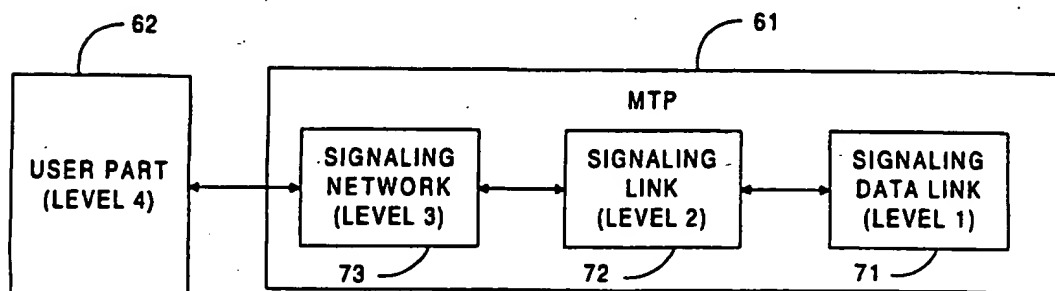 62
61
MTP
USER PART
(LEVEL 4)
SIGNALING
NETWORK
(LEVEL 3)
SIGNALING
LINK
(LEVEL 2)
SIGNALING
DATA LINK
(LEVEL 1)
73
72
71